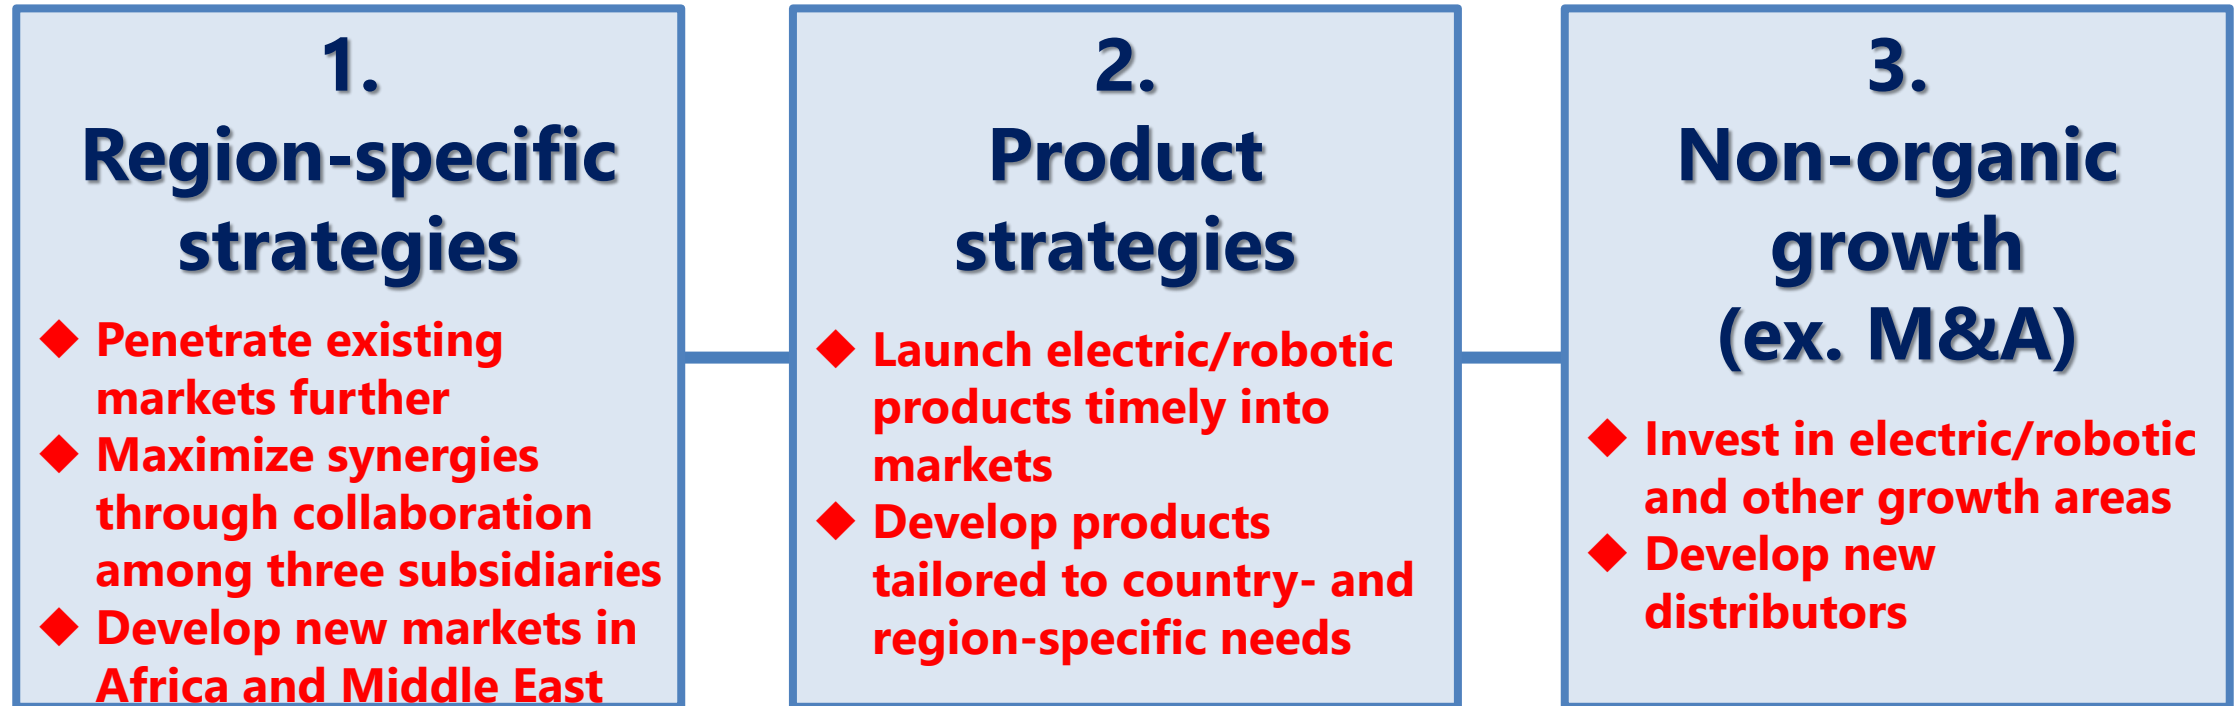 1.
Region-specific
strategies
◆ Penetrate existing
markets further
◆ Maximize synergies
through collaboration
among three subsidiaries
◆ Develop new markets in
Africa and Middle East
2.
Product
strategies
◆ Launch electric/robotic
products timely into
markets
◆ Develop products
tailored to country- and
region-specific needs
3.
Non-organic
growth
(ex. M&A)
◆ Invest in electric/robotic
and other growth areas
◆ Develop new
distributors